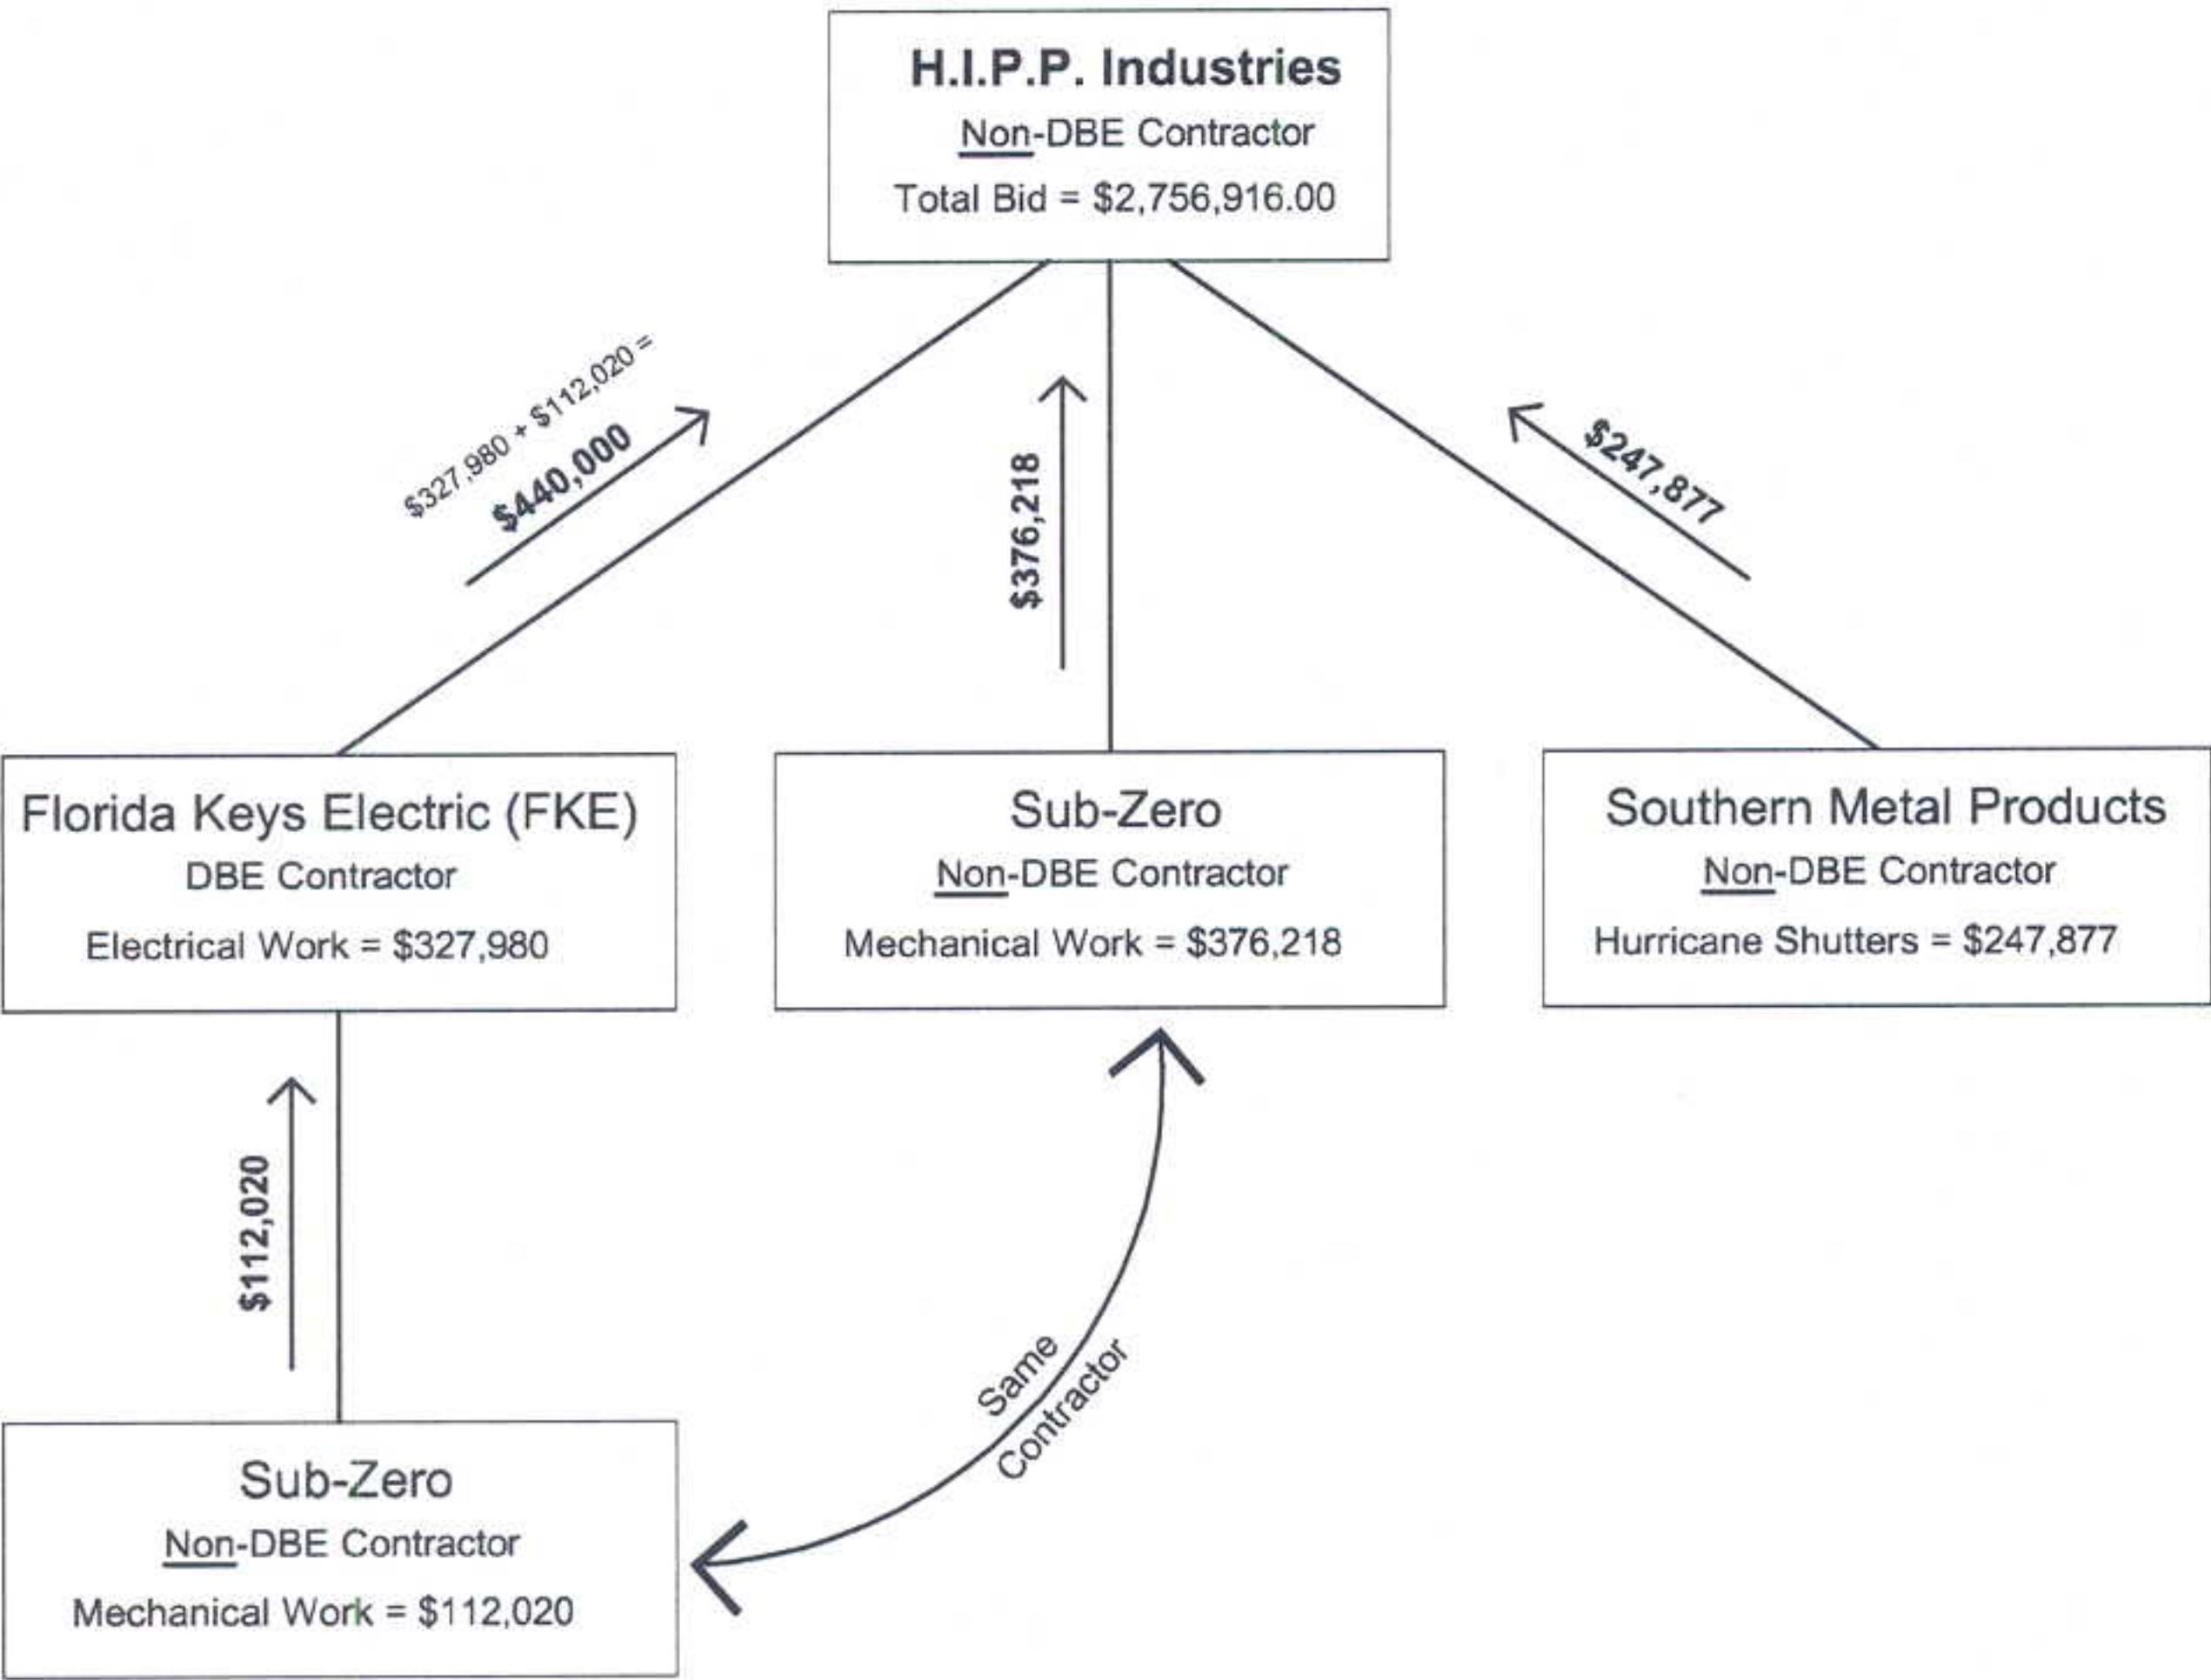 H.I.P.P. Industries
Non-DBE Contractor
Total Bid = $2,756,916.00
$327,980 + $112,020 =
$440,000
$376,218
$247,877
Florida Keys Electric (FKE)
DBE Contractor
Electrical Work = $327,980
Sub-Zero
Non-DBE Contractor
Mechanical Work = $376,218
Southern Metal Products
Non-DBE Contractor
Hurricane Shutters = $247,877
$112,020
Same
Contractor
Sub-Zero
Non-DBE Contractor
Mechanical Work = $112,020